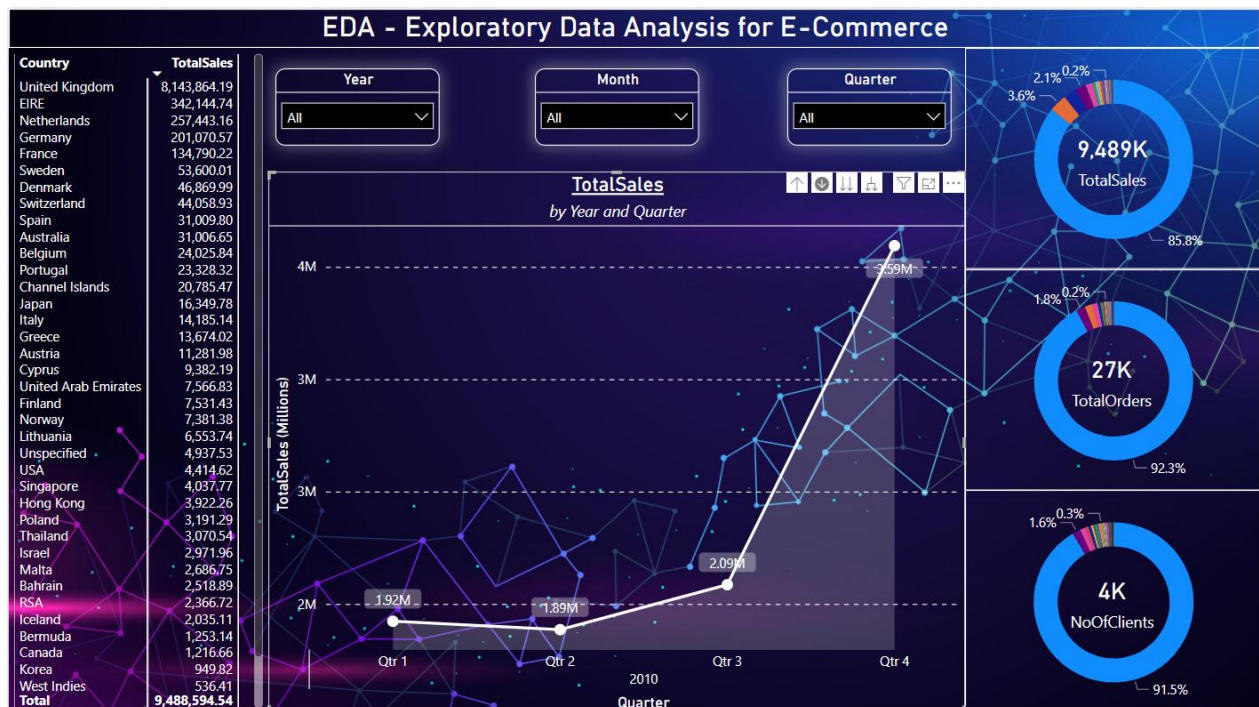 EDA - Exploratory Data Analysis for E-Commerce
Country TotalSales
United Kingdom 8,143,864.19
EIRE 342,144.74
Netherlands 257,443.16
Germany 201,070.57
France 134,790.22
Sweden 53,600.01
Denmark 46,869.99
Switzerland 44,058.93
Spain 31,009.80
Australia 31,006.65
Belgium 24,025.84
Portugal 23,328.32
Channel Islands 20,785.47
Japan 16,349.78
Italy 14,185.14
Greece 13,674.02
Austria 11,281.98
Cyprus 9,382.19
United Arab Emirates 7,566.83
Finland 7,531.43
Norway 7,381.38
Lithuania 6,553.74
Unspecified 4,937.53
USA 4,414.62
Singapore 4,037.77
Hong Kong 3,922.26
Poland 3,191.29
Thailand 3,070.54
Israel 2,971.96
Malta 2,686.75
Bahrain 2,518.89
RSA 2,366.72
Iceland 2,035.11
Bermuda 1,253.14
Canada 1,216.66
Korea 949.82
West Indies 536.41
Total 9,488,594.54
Year
All
Month
All
Quarter
All
TotalSales
by Year and Quarter
TotalSales (Millions)
4M
3M
3M
2M
1.92M
1.89M
2.09M
3.59M
Qtr 1
Qtr 2
Qtr 3
Qtr 4
2010
Quarter
2.1%
0.2%
3.6%
9,489K
TotalSales
85.8%
1.8%
0.2%
27K
TotalOrders
92.3%
1.6%
0.3%
4K
NoOfClients
91.5%